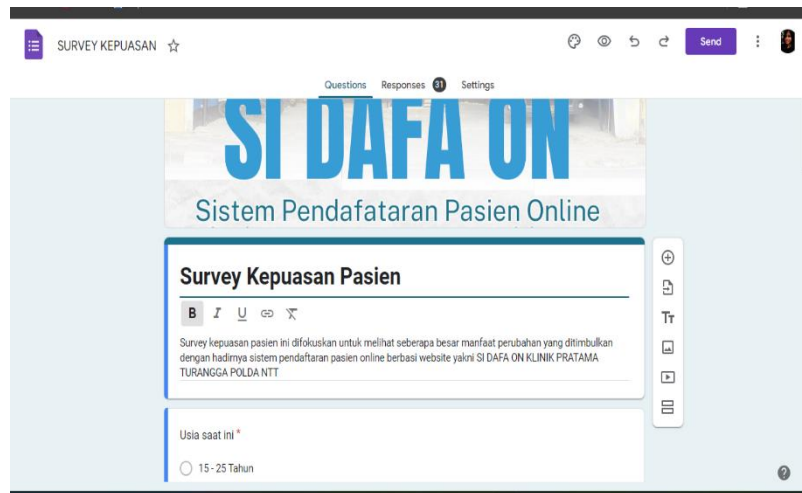 SURVEY KEPUASAN
Send
Questions Responses 31 Settings
SI DAFA ON
Sistem Pendafataran Pasien Online
Survey Kepuasan Pasien
B I U
Survey kepuasan pasien ini difokuskan untuk melihat seberapa besar manfaat perubahan yang ditimbulkan
dengan hadirnya sistem pendaftaran pasien online berbasi website yakni SI DAFA ON KLINIK PRATAMA
TURANGGA POLDA NTT
Tт
Usia saat ini *
15 - 25 Tahun